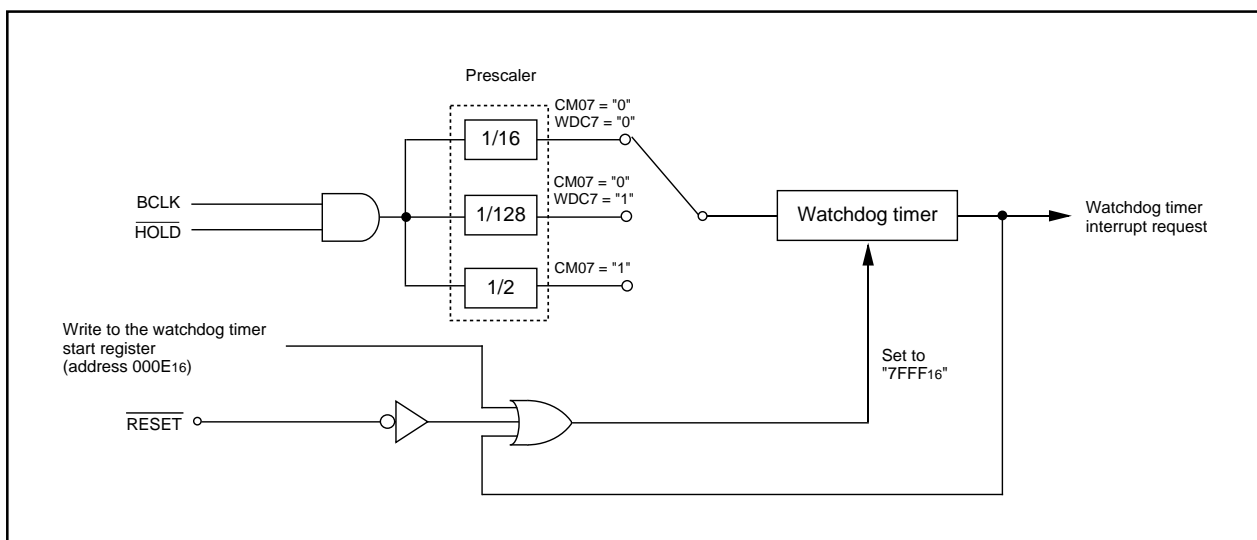 Prescaler
CM07 = "0"
WDC7 = "0"
1/16
BCLK
HOLD
CM07 = "0"
WDC7 = "1"
1/128
Watchdog timer
Watchdog timer
interrupt request
CM07 = "1"
1/2
Write to the watchdog timer
start register
(address 000E16)
Set to
"7FFF16"
RESET